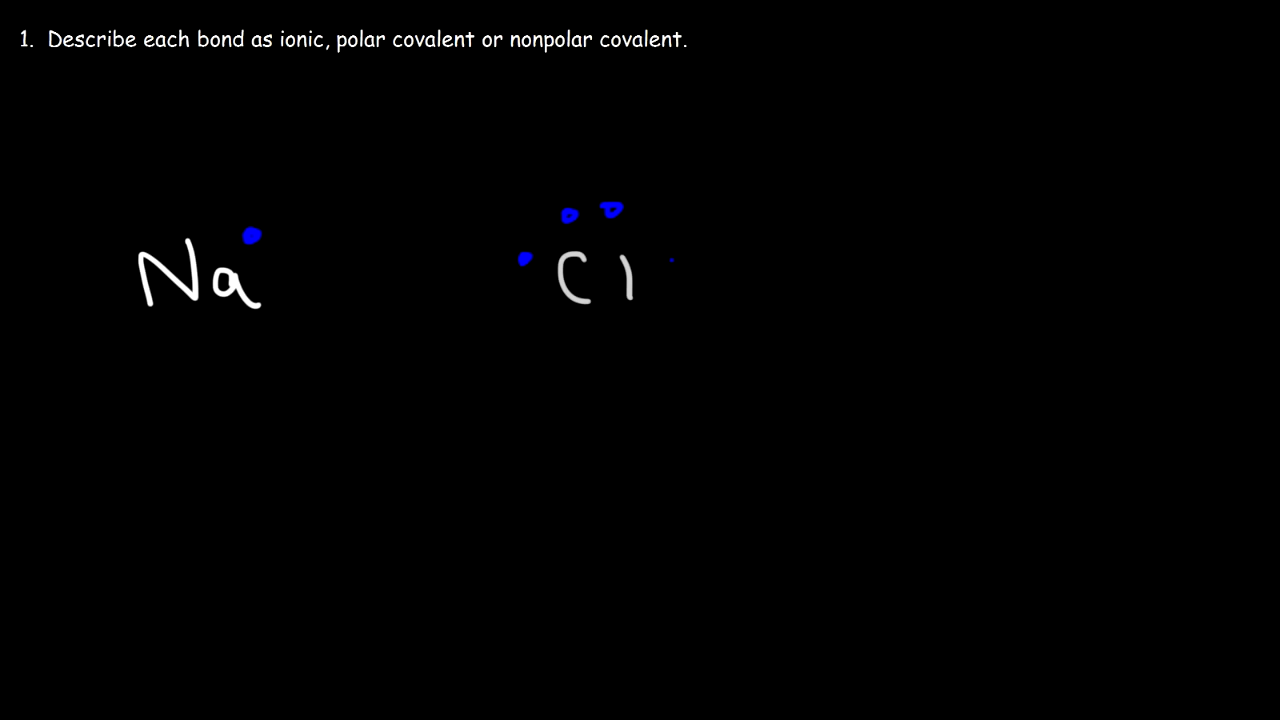 1. Describe each bond as ionic, polar covalent or nonpolar covalent.
Na Cl